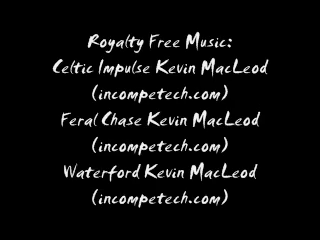 Royalty Free Music:
Celtic Impulse Kevin MacLeod
(incompetech.com)
Feral Chase Kevin MacLeod
(incompetech.com)
Waterford Kevin MacLeod
(incompetech.com)